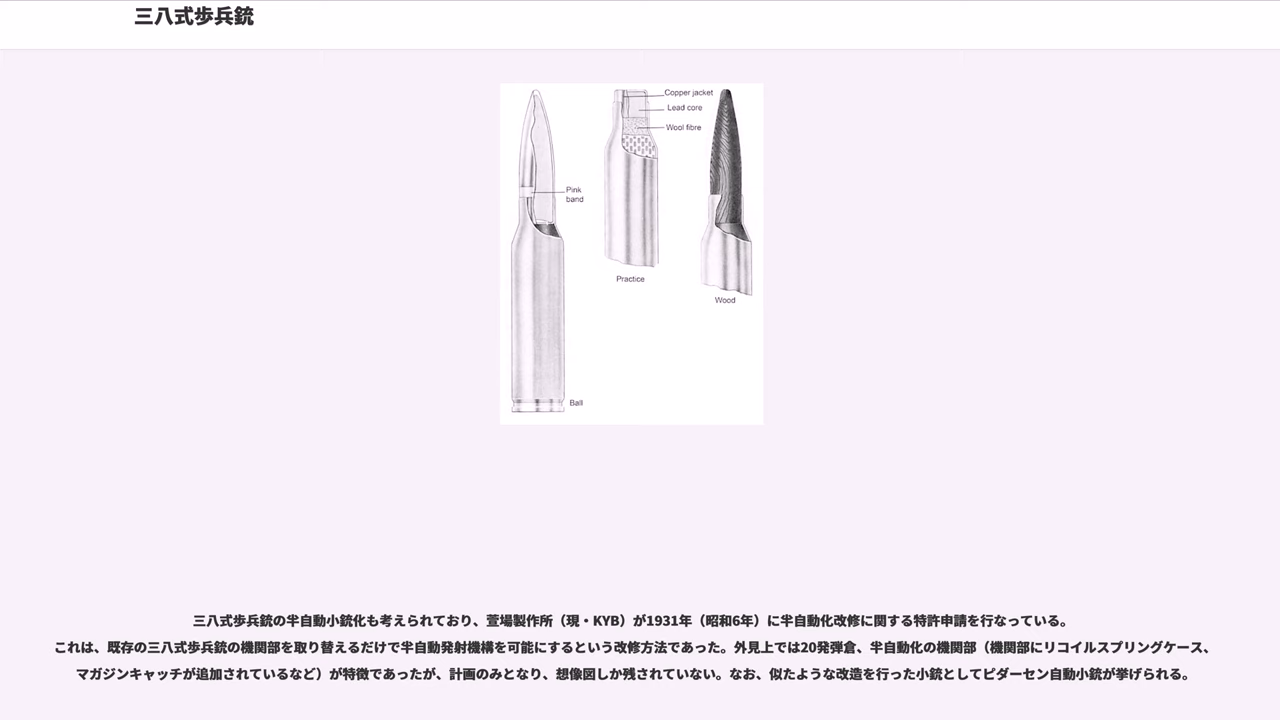 三八式歩兵銃
Copper jacket
Lead core
Wool fibre
Pink
band
Practice
Wood
Ball
三八式歩兵銃の半自動小銃化も考えられており、萱場製作所（現・KYB）が1931年（昭和6年）に半自動化改修に関する特許申請を行なっている。
これは、既存の三八式歩兵銃の機関部を取り替えるだけで半自動発射機構を可能にするという改修方法であった。外見上では20発弾倉、半自動化の機関部（機関部にリコイルスプリングケース、
マガジンキャッチが追加されているなど）が特徴であったが、計画のみとなり、想像図しか残されていない。なお、似たような改造を行った小銃としてピダーセン自動小銃が挙げられる。